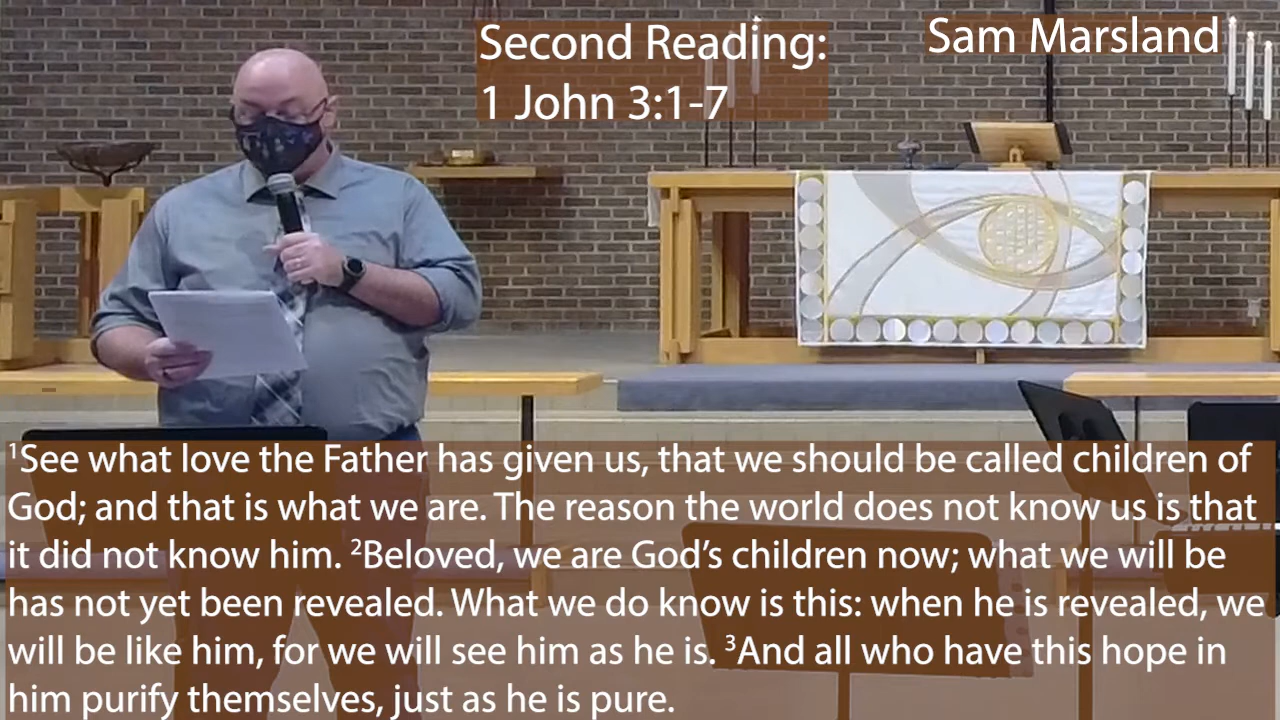 Second Reading:
1 John 3:1-7
Sam Marsland
¹See what love the Father has given us, that we should be called children of
God; and that is what we are. The reason the world does not know us is that
it did not know him. ²Beloved, we are God’s children now; what we will be
has not yet been revealed. What we do know is this: when he is revealed, we
will be like him, for we will see him as he is. ³And all who have this hope in
him purify themselves, just as he is pure.